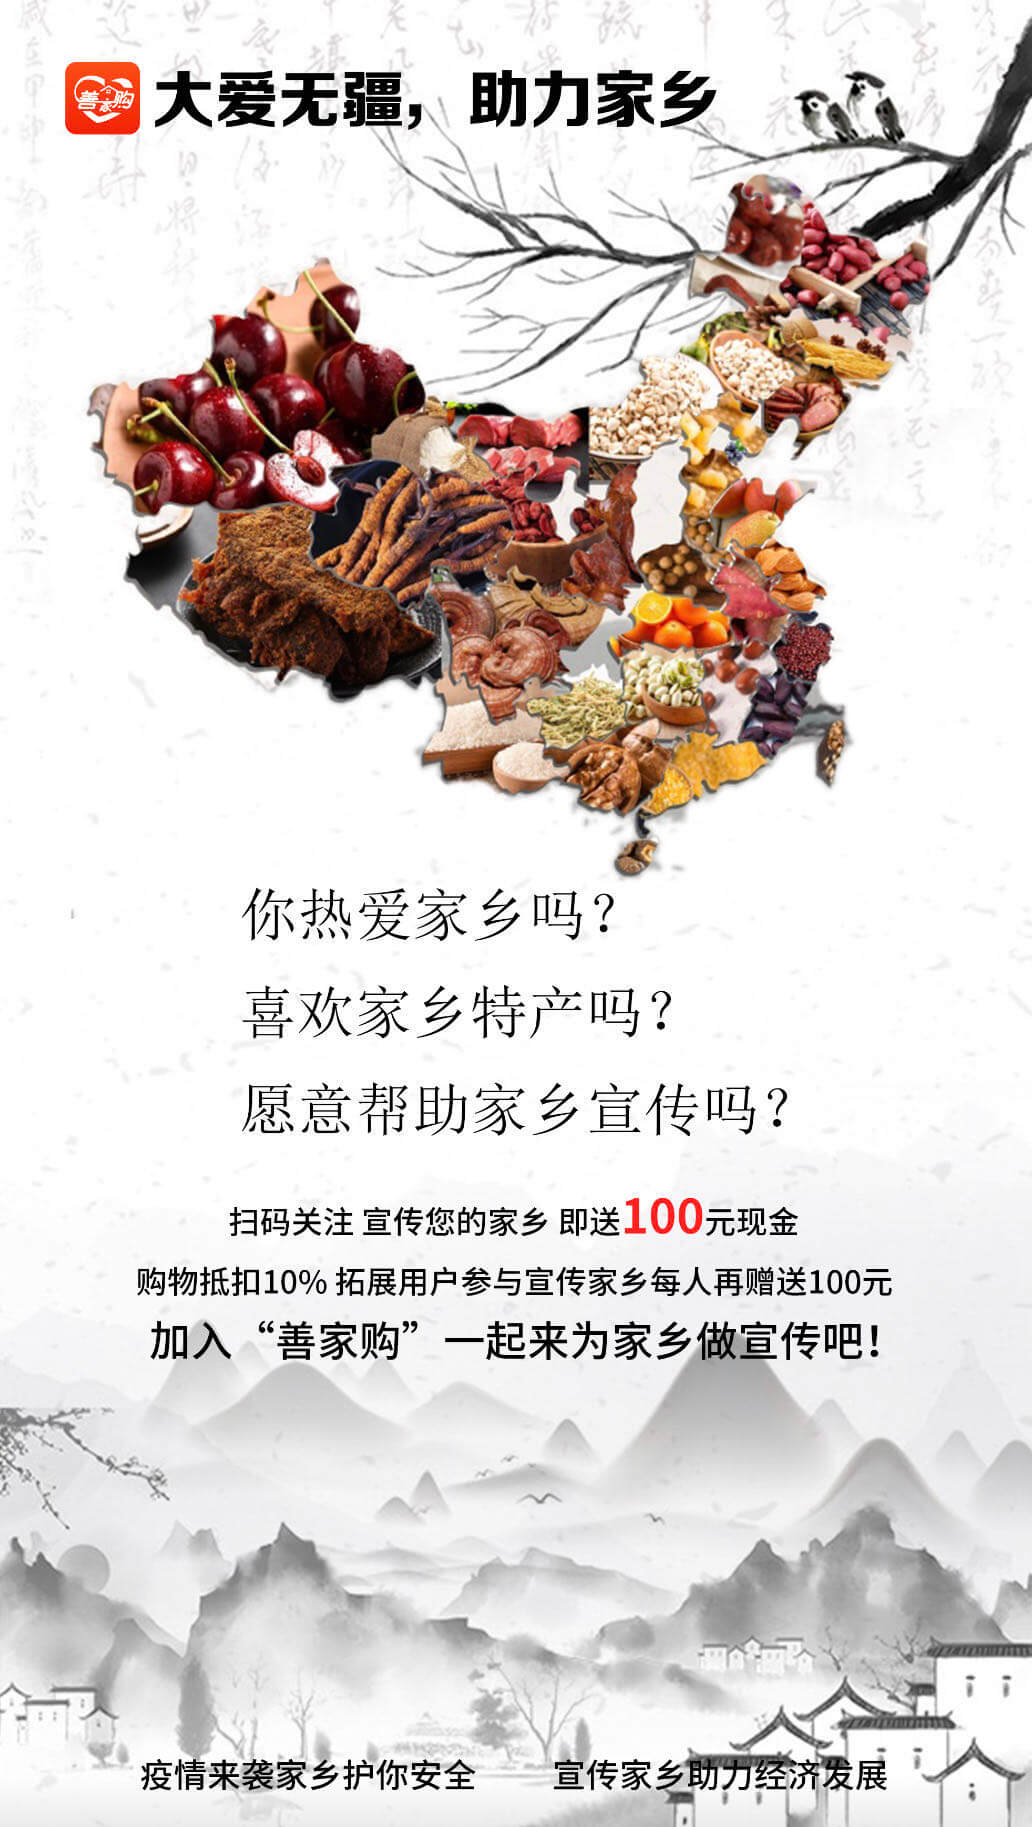 善家购
大爱无疆，助力家乡
你热爱家乡吗？
喜欢家乡特产吗？
愿意帮助家乡宣传吗？
扫码关注 宣传您的家乡 即送100元现金
购物抵扣10% 拓展用户参与宣传家乡每人再赠送100元
加入“善家购”一起来为家乡做宣传吧！
疫情来袭家乡护你安全 宣传家乡助力经济发展